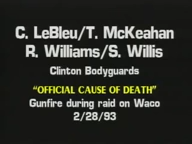 C. LeBleu/T. McKeahan
R. Williams/S. Willis
Clinton Bodyguards
"OFFICIAL CAUSE OF DEATH"
Gunfire during raid on Waco
2/28/93